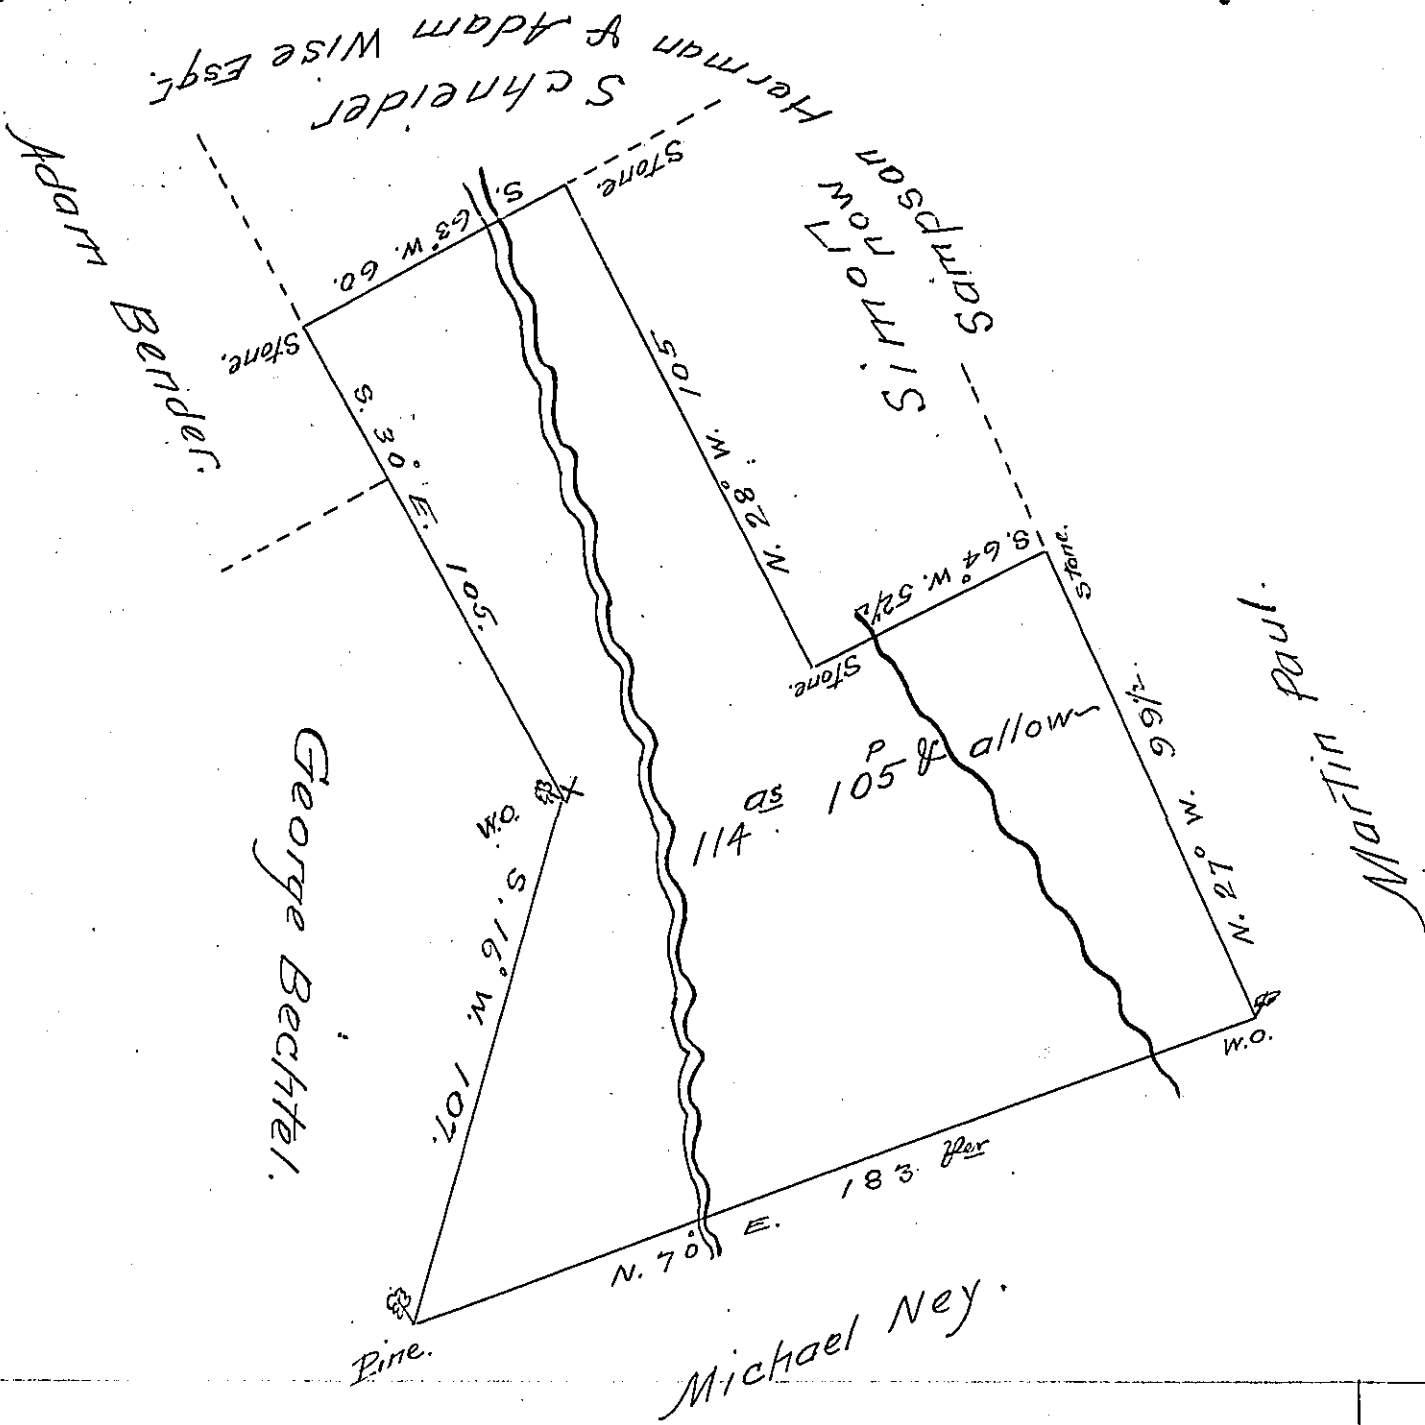 Simon Schneider
now
Sampson Herman & Adam Wise Esqr.
Adam Bender.
S. 63° W. 60.
Stone.
Stone.
S. 30° E. 105.
N. 28° W. 105
S. 64° W. 52½
Stone.
Stone.
N. 27° W. 99½
Martin Paul.
114 as 105 P & allow
W.O.
S. 16° W. 107.
George Bechtel.
W.O.
N. 70° E. 183 per
Pine.
Michael Ney.